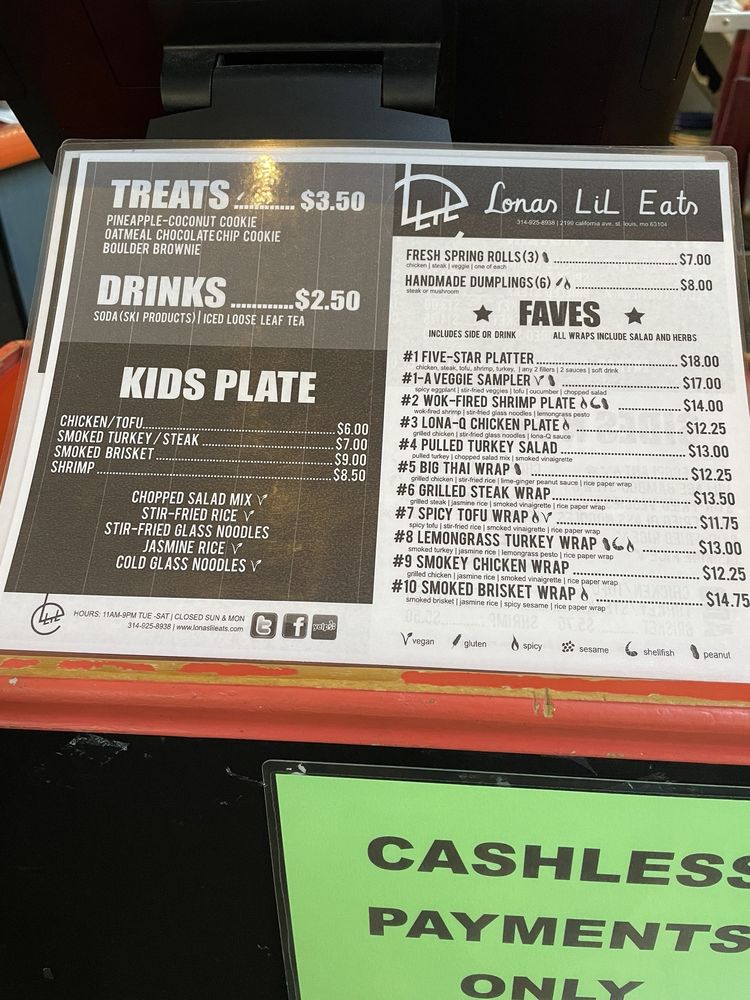 TREATS.............. $3.50
PINEAPPLE-COCONUT COOKIE
OATMEAL CHOCOLATE CHIP COOKIE
BOULDER BROWNIE
DRINKS..............$2.50
SODA (SKI PRODUCTS) | ICED LOOSE LEAF TEA
KIDS PLATE
CHICKEN/TOFU..............$6.00
SMOKED TURKEY / STEAK..............$7.00
SMOKED BRISKET..............$9.00
SHRIMP..............$8.50
CHOPPED SALAD MIX
STIR-FRIED RICE
STIR-FRIED GLASS NOODLES
JASMINE RICE
COLD GLASS NOODLES
HOURS: 11AM-9PM TUE -SAT | CLOSED SUN & MON
314-925-8938 | www.lonaslileats.com
yelp
LLE
Lonas LiL Eats
314-925-8938 | 2199 california ave. st. louis, mo 63104
FRESH SPRING ROLLS (3)..............$7.00
chicken | steak | veggie | one of each
HANDMADE DUMPLINGS (6)..............$8.00
steak or mushroom
★ FAVES ★
INCLUDES SIDE OR DRINK ALL WRAPS INCLUDE SALAD AND HERBS
#1 FIVE-STAR PLATTER..............$18.00
chicken, steak, tofu, shrimp, turkey, | any 2 fillers | 2 sauces | soft drink
#1-A VEGGIE SAMPLER..............$17.00
spicy eggplant | stir-fried veggies | tofu | cucumber | chopped salad
#2 WOK-FIRED SHRIMP PLATE..............$14.00
wok-fired shrimp | stir-fried glass noodles | lemongrass pesto
#3 LONA-Q CHICKEN PLATE..............$12.25
grilled chicken | stir-fried glass noodles | lona-Q sauce
#4 PULLED TURKEY SALAD..............$13.00
pulled turkey | chopped salad mix | smoked vinaigrette
#5 BIG THAI WRAP..............$12.25
grilled chicken | stir-fried rice | lime-ginger peanut sauce | rice paper wrap
#6 GRILLED STEAK WRAP..............$13.50
grilled steak | jasmine rice | smoked vinaigrette | rice paper wrap
#7 SPICY TOFU WRAP..............$11.75
spicy tofu | stir-fried rice | smoked vinaigrette | rice paper wrap
#8 LEMONGRASS TURKEY WRAP..............$13.00
smoked turkey | jasmine rice | lemongrass pesto | rice paper wrap
#9 SMOKEY CHICKEN WRAP..............$12.25
grilled chicken | jasmine rice | smoked vinaigrette | rice paper wrap
#10 SMOKED BRISKET WRAP..............$14.75
smoked brisket | jasmine rice | spicy sesame | rice paper wrap
vegan gluten spicy sesame shellfish peanut
CASHLESS
PAYMENTS
ONLY